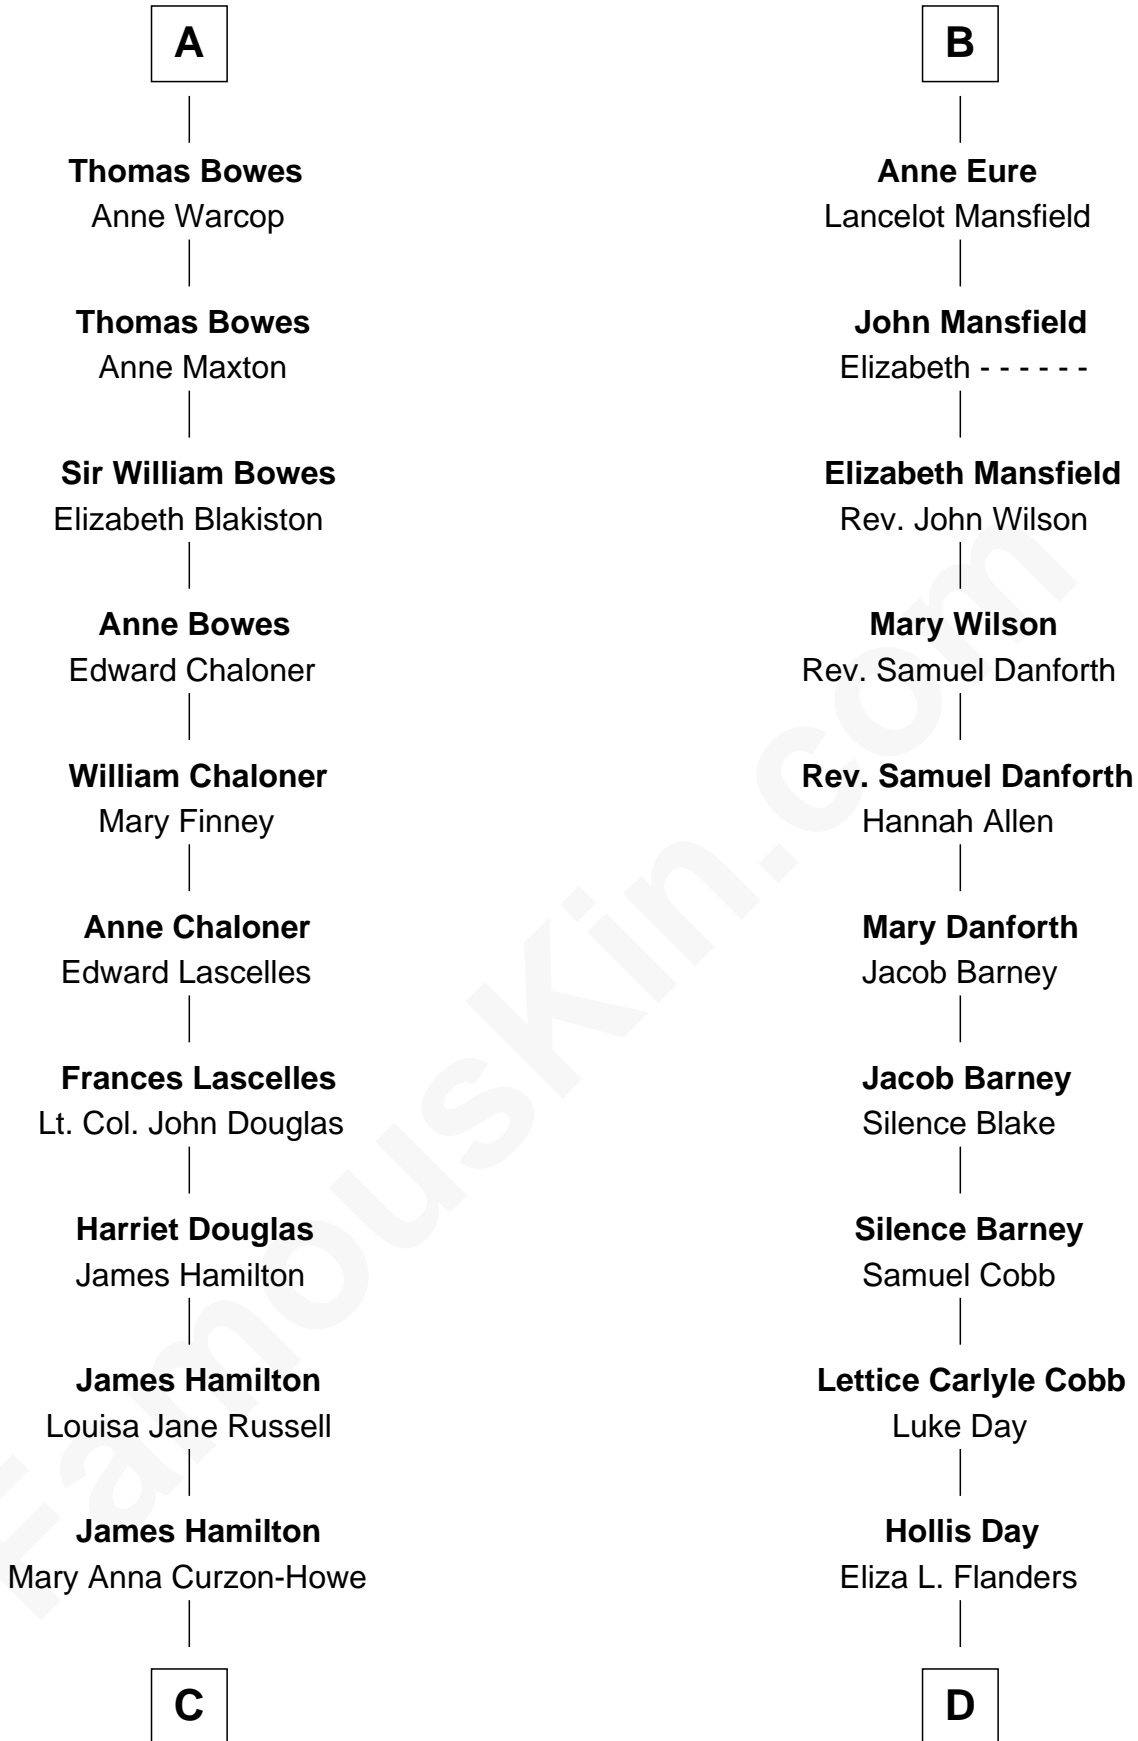 A
Thomas Bowes
Anne Warcop
Thomas Bowes
Anne Maxton
Sir William Bowes
Elizabeth Blakiston
Anne Bowes
Edward Chaloner
William Chaloner
Mary Finney
Anne Chaloner
Edward Lascelles
Frances Lascelles
Lt. Col. John Douglas
Harriet Douglas
James Hamilton
James Hamilton
Louisa Jane Russell
James Hamilton
Mary Anna Curzon-Howe
C
B
Anne Eure
Lancelot Mansfield
John Mansfield
Elizabeth - - - - - -
Elizabeth Mansfield
Rev. John Wilson
Mary Wilson
Rev. Samuel Danforth
Rev. Samuel Danforth
Hannah Allen
Mary Danforth
Jacob Barney
Jacob Barney
Silence Blake
Silence Barney
Samuel Cobb
Lettice Carlyle Cobb
Luke Day
Hollis Day
Eliza L. Flanders
D
FamousKin.com